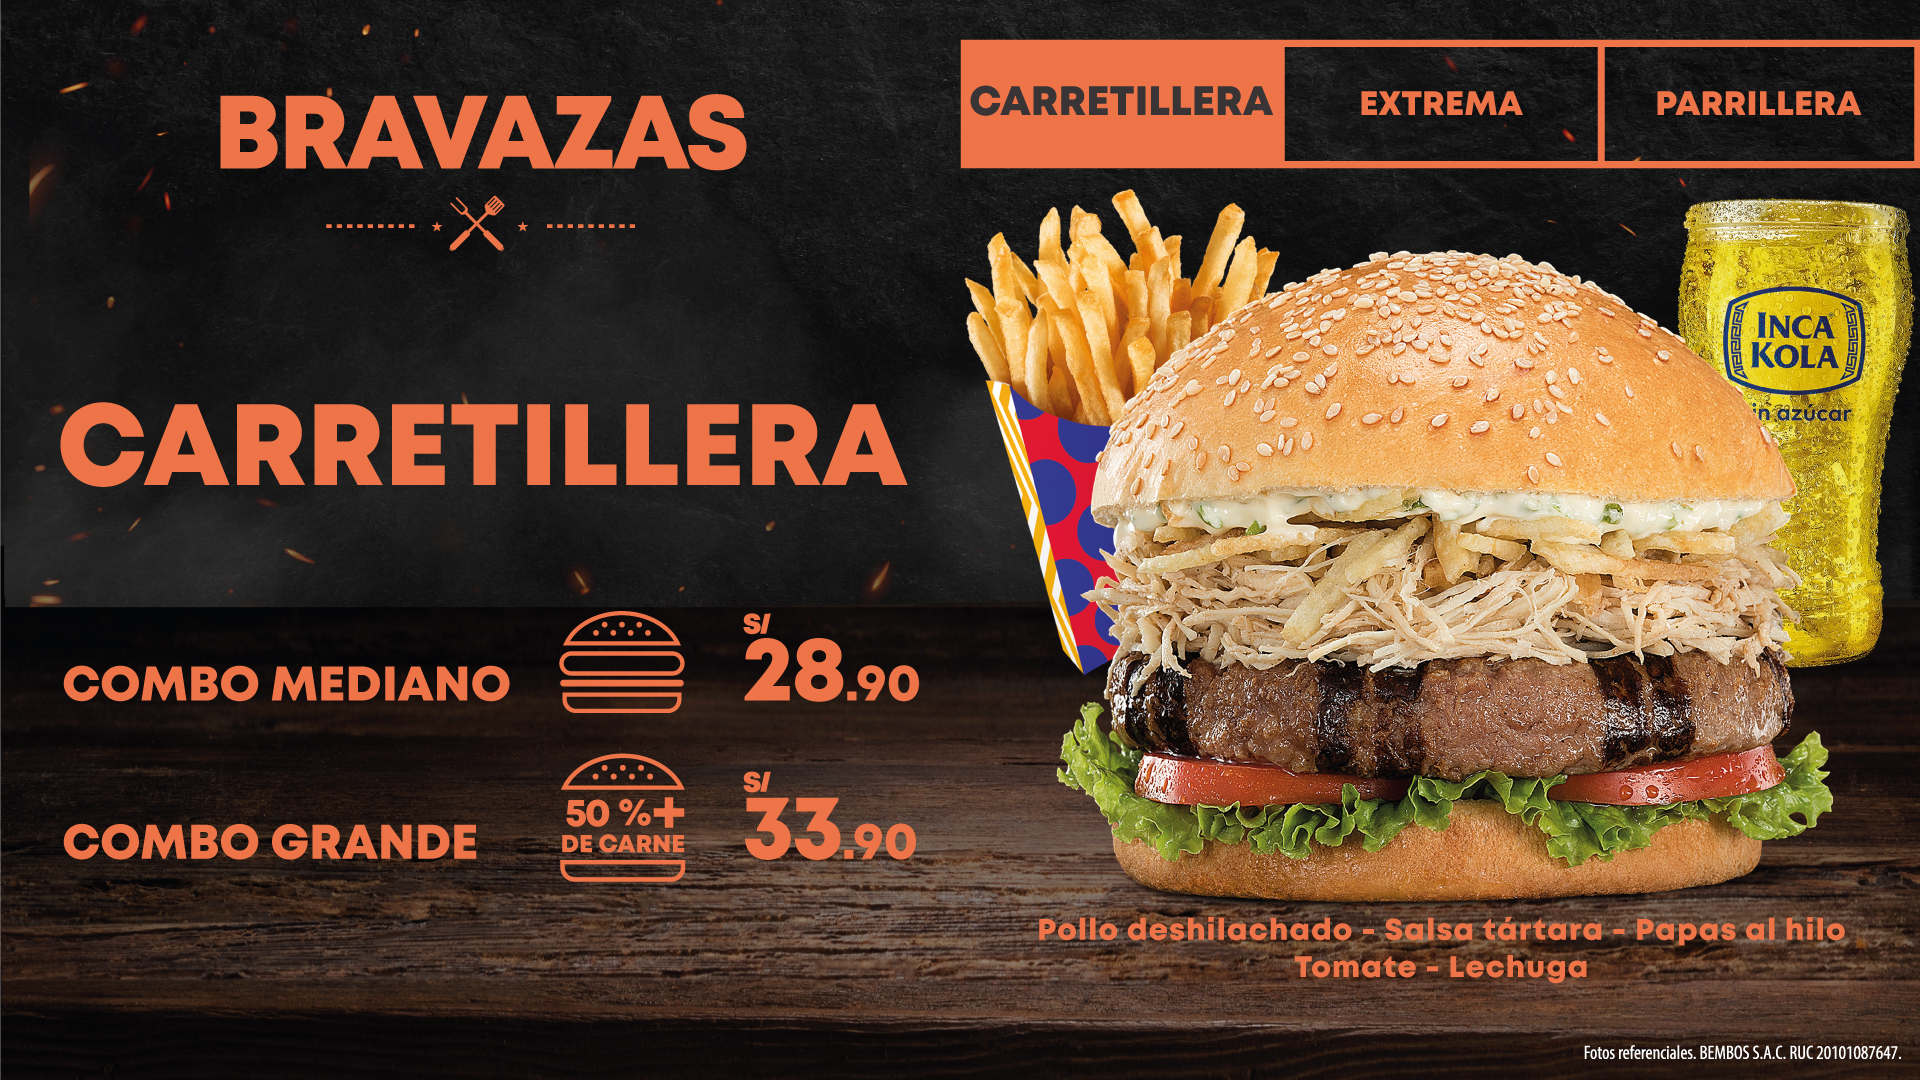 BRAVAZAS
CARRETILLERA
EXTREMA
PARRILLERA
CARRETILLERA
COMBO MEDIANO
S/
28.90
COMBO GRANDE
50 %+
DE CARNE
S/
33.90
INCA
KOLA
azúcar
Pollo deshilachado - Salsa tártara - Papas al hilo
Tomate - Lechuga
Fotos referenciales. BEMBOS S.A.C. RUC 20101087647.